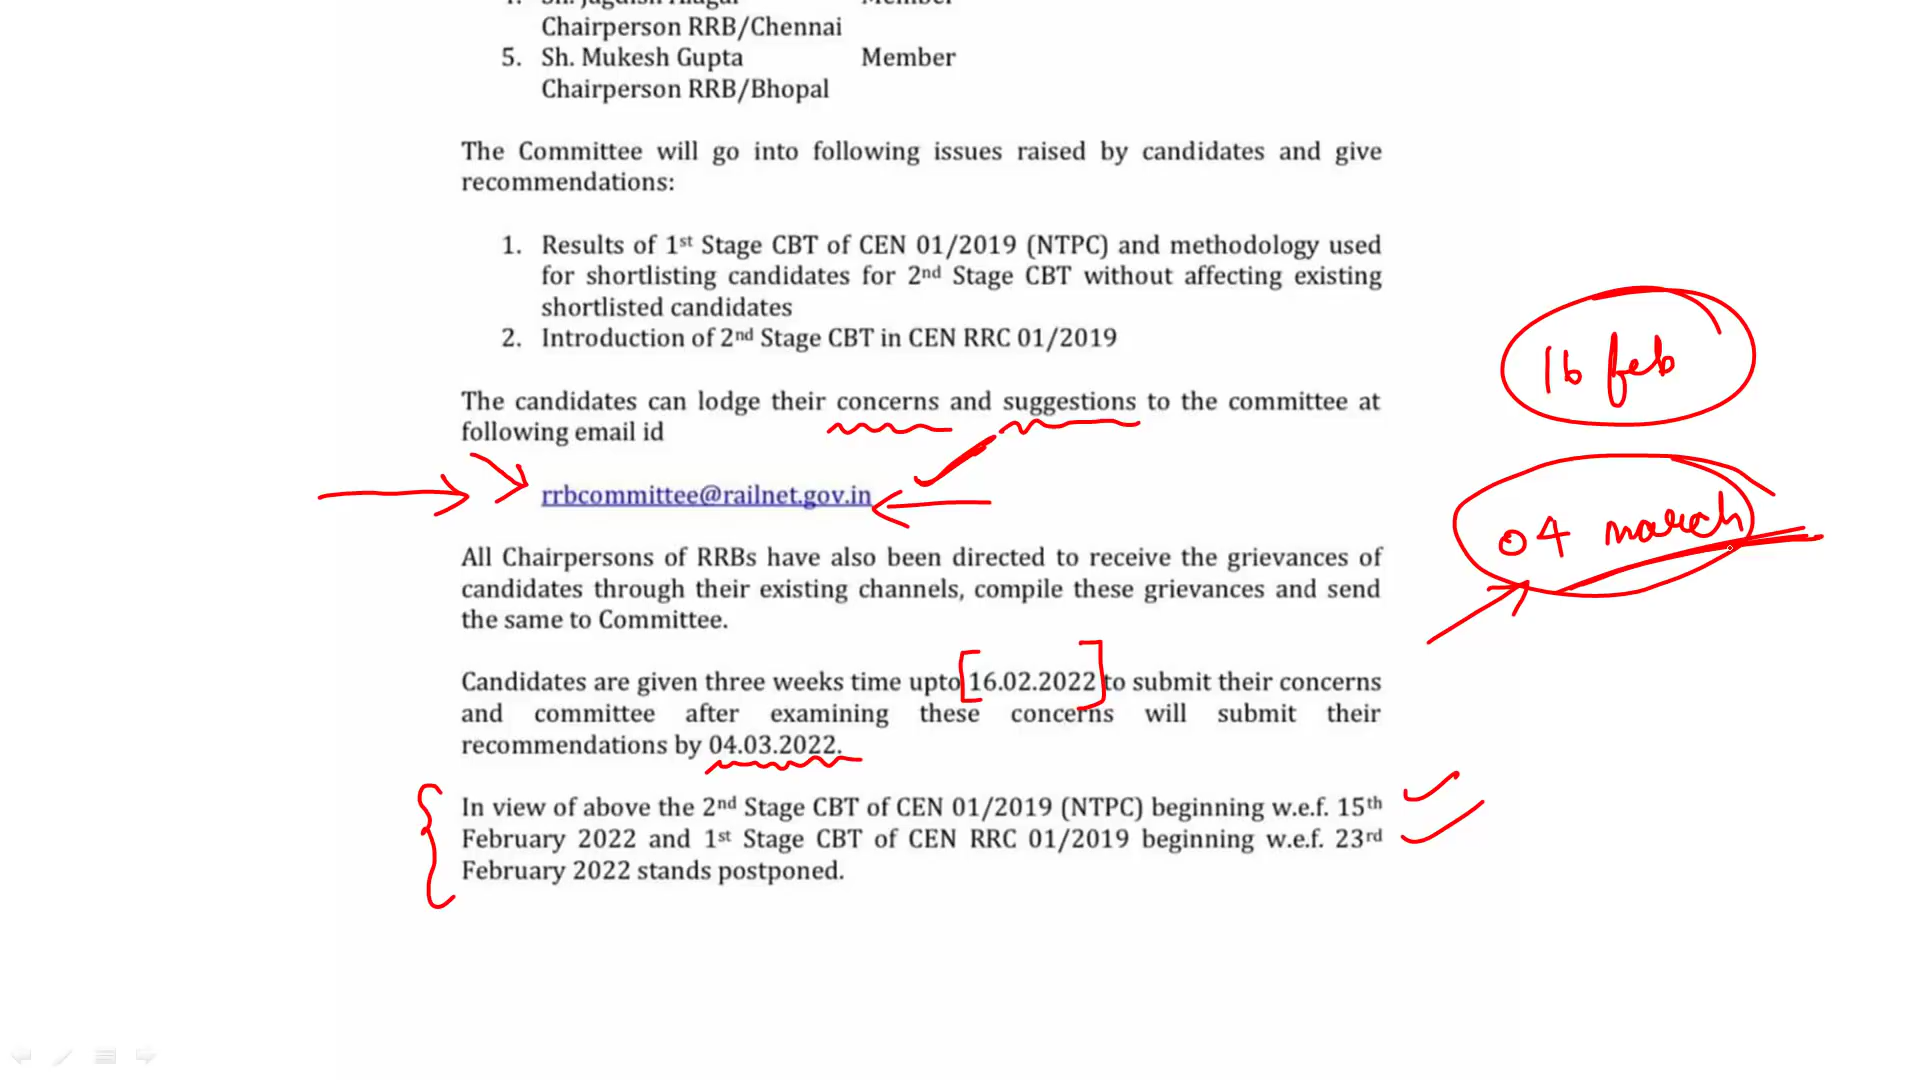 Chairperson RRB/Chennai
5. Sh. Mukesh Gupta Member
Chairperson RRB/Bhopal
The Committee will go into following issues raised by candidates and give
recommendations:
1. Results of 1st Stage CBT of CEN 01/2019 (NTPC) and methodology used
for shortlisting candidates for 2nd Stage CBT without affecting existing
shortlisted candidates
2. Introduction of 2nd Stage CBT in CEN RRC 01/2019
16 feb
The candidates can lodge their concerns and suggestions to the committee at
following email id
rrbcommittee@railnet.gov.in
04 march
All Chairpersons of RRBs have also been directed to receive the grievances of
candidates through their existing channels, compile these grievances and send
the same to Committee.
Candidates are given three weeks time upto [16.02.2022] to submit their concerns
and committee after examining these concerns will submit their
recommendations by 04.03.2022.
In view of above the 2nd Stage CBT of CEN 01/2019 (NTPC) beginning w.e.f. 15th
February 2022 and 1st Stage CBT of CEN RRC 01/2019 beginning w.e.f. 23rd
February 2022 stands postponed.